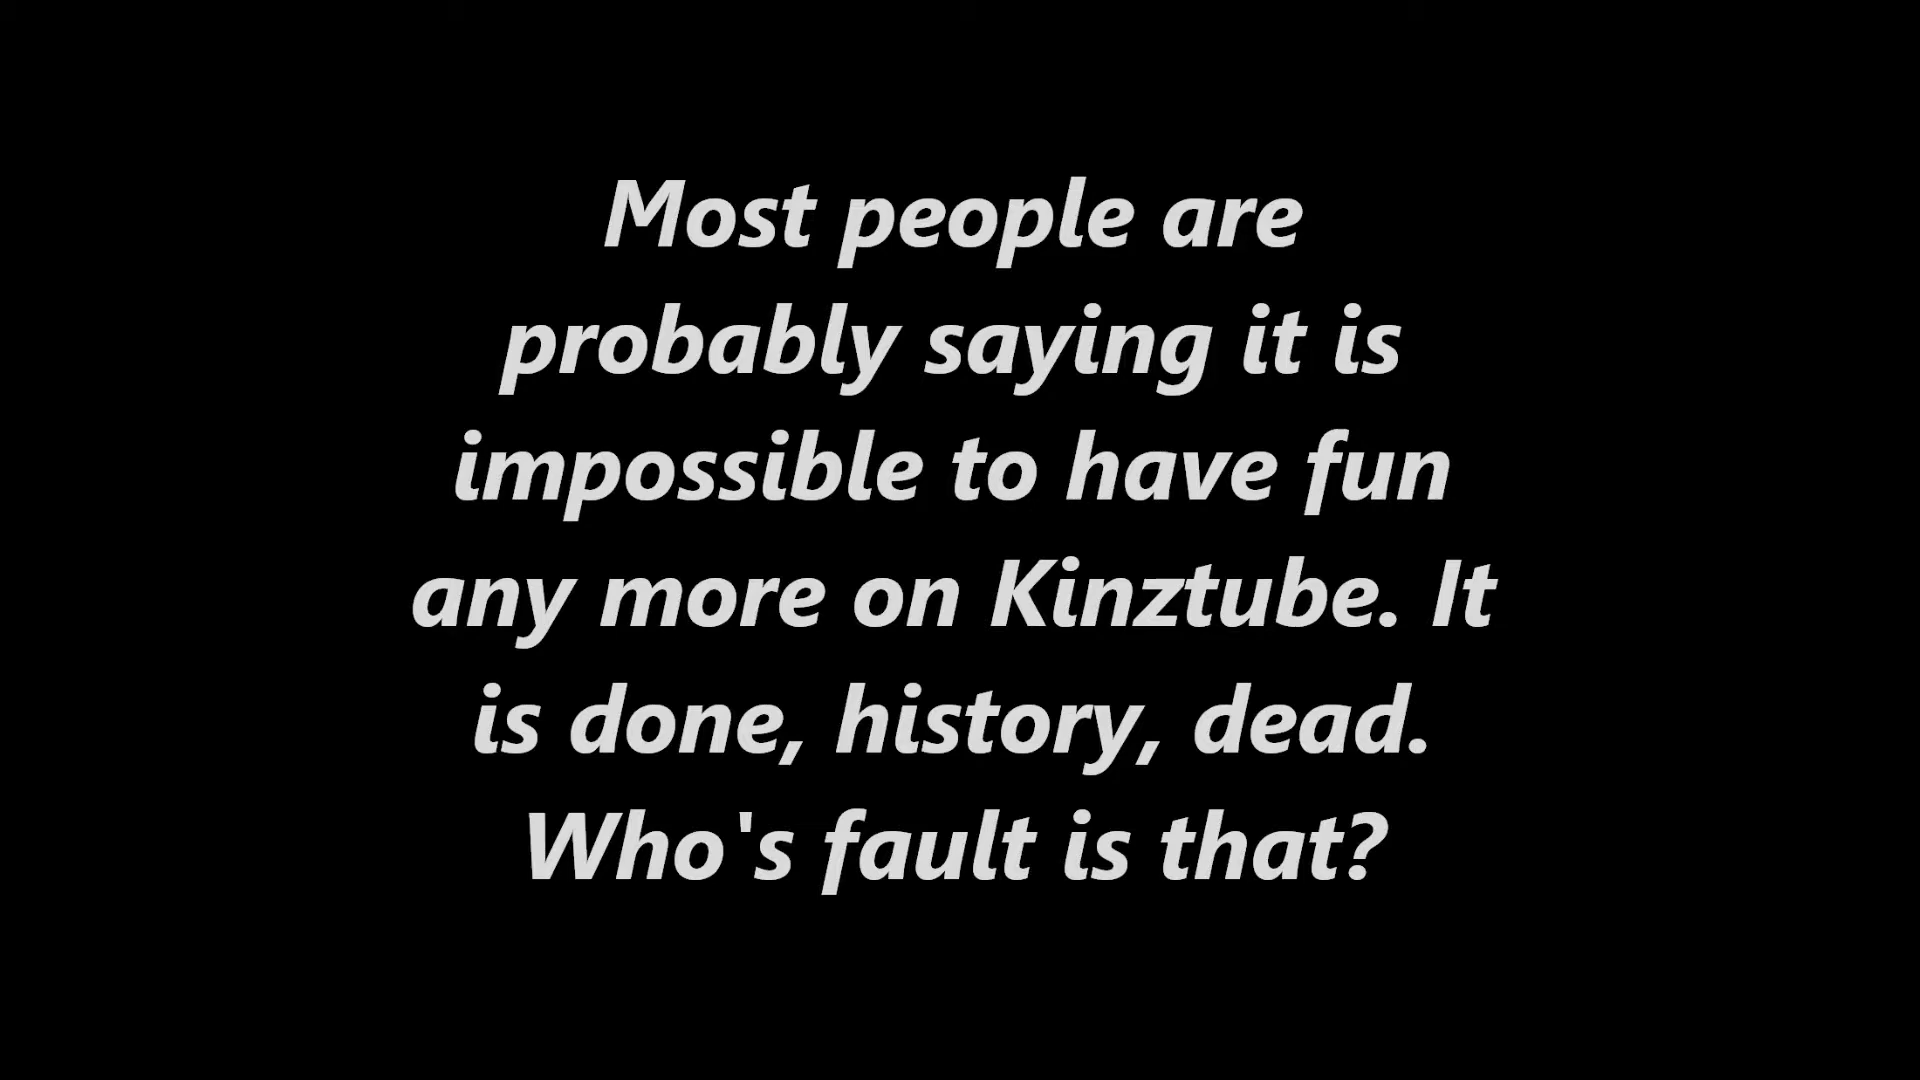 Most people are
probably saying it is
impossible to have fun
any more on Kinztube. It
is done, history, dead.
Who's fault is that?